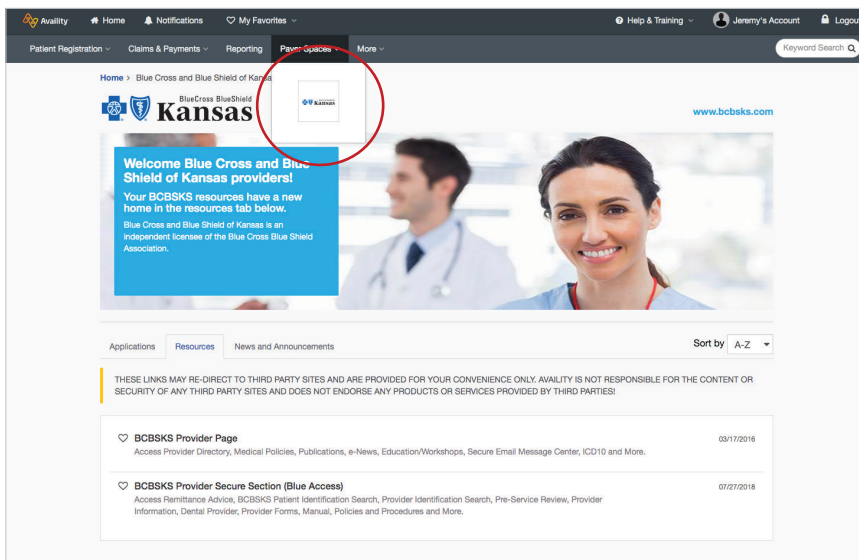 Availity Home Notifications My Favorites Help & Training Jeremy's Account Logout
Patient Registration Claims & Payments Reporting Payer Spaces More Keyword Search
Home > Blue Cross and Blue Shield of Kansa
BlueCross BlueShield
Kansas
Kansas
www.bcbsks.com
Welcome Blue Cross and Blue
Shield of Kansas providers!
Your BCBSKS resources have a new
home in the resources tab below.
Blue Cross and Blue Shield of Kansas is an
independent licensee of the Blue Cross Blue Shield
Association.
Applications Resources News and Announcements Sort by A-Z
THESE LINKS MAY RE-DIRECT TO THIRD PARTY SITES AND ARE PROVIDED FOR YOUR CONVENIENCE ONLY. AVAILITY IS NOT RESPONSIBLE FOR THE CONTENT OR
SECURITY OF ANY THIRD PARTY SITES AND DOES NOT ENDORSE ANY PRODUCTS OR SERVICES PROVIDED BY THIRD PARTIES!
BCBSKS Provider Page 03/17/2016
Access Provider Directory, Medical Policies, Publications, e-News, Education/Workshops, Secure Email Message Center, ICD10 and More.
BCBSKS Provider Secure Section (Blue Access) 07/27/2018
Access Remittance Advice, BCBSKS Patient Identification Search, Provider Identification Search, Pre-Service Review, Provider
Information, Dental Provider, Provider Forms, Manual, Policies and Procedures and More.